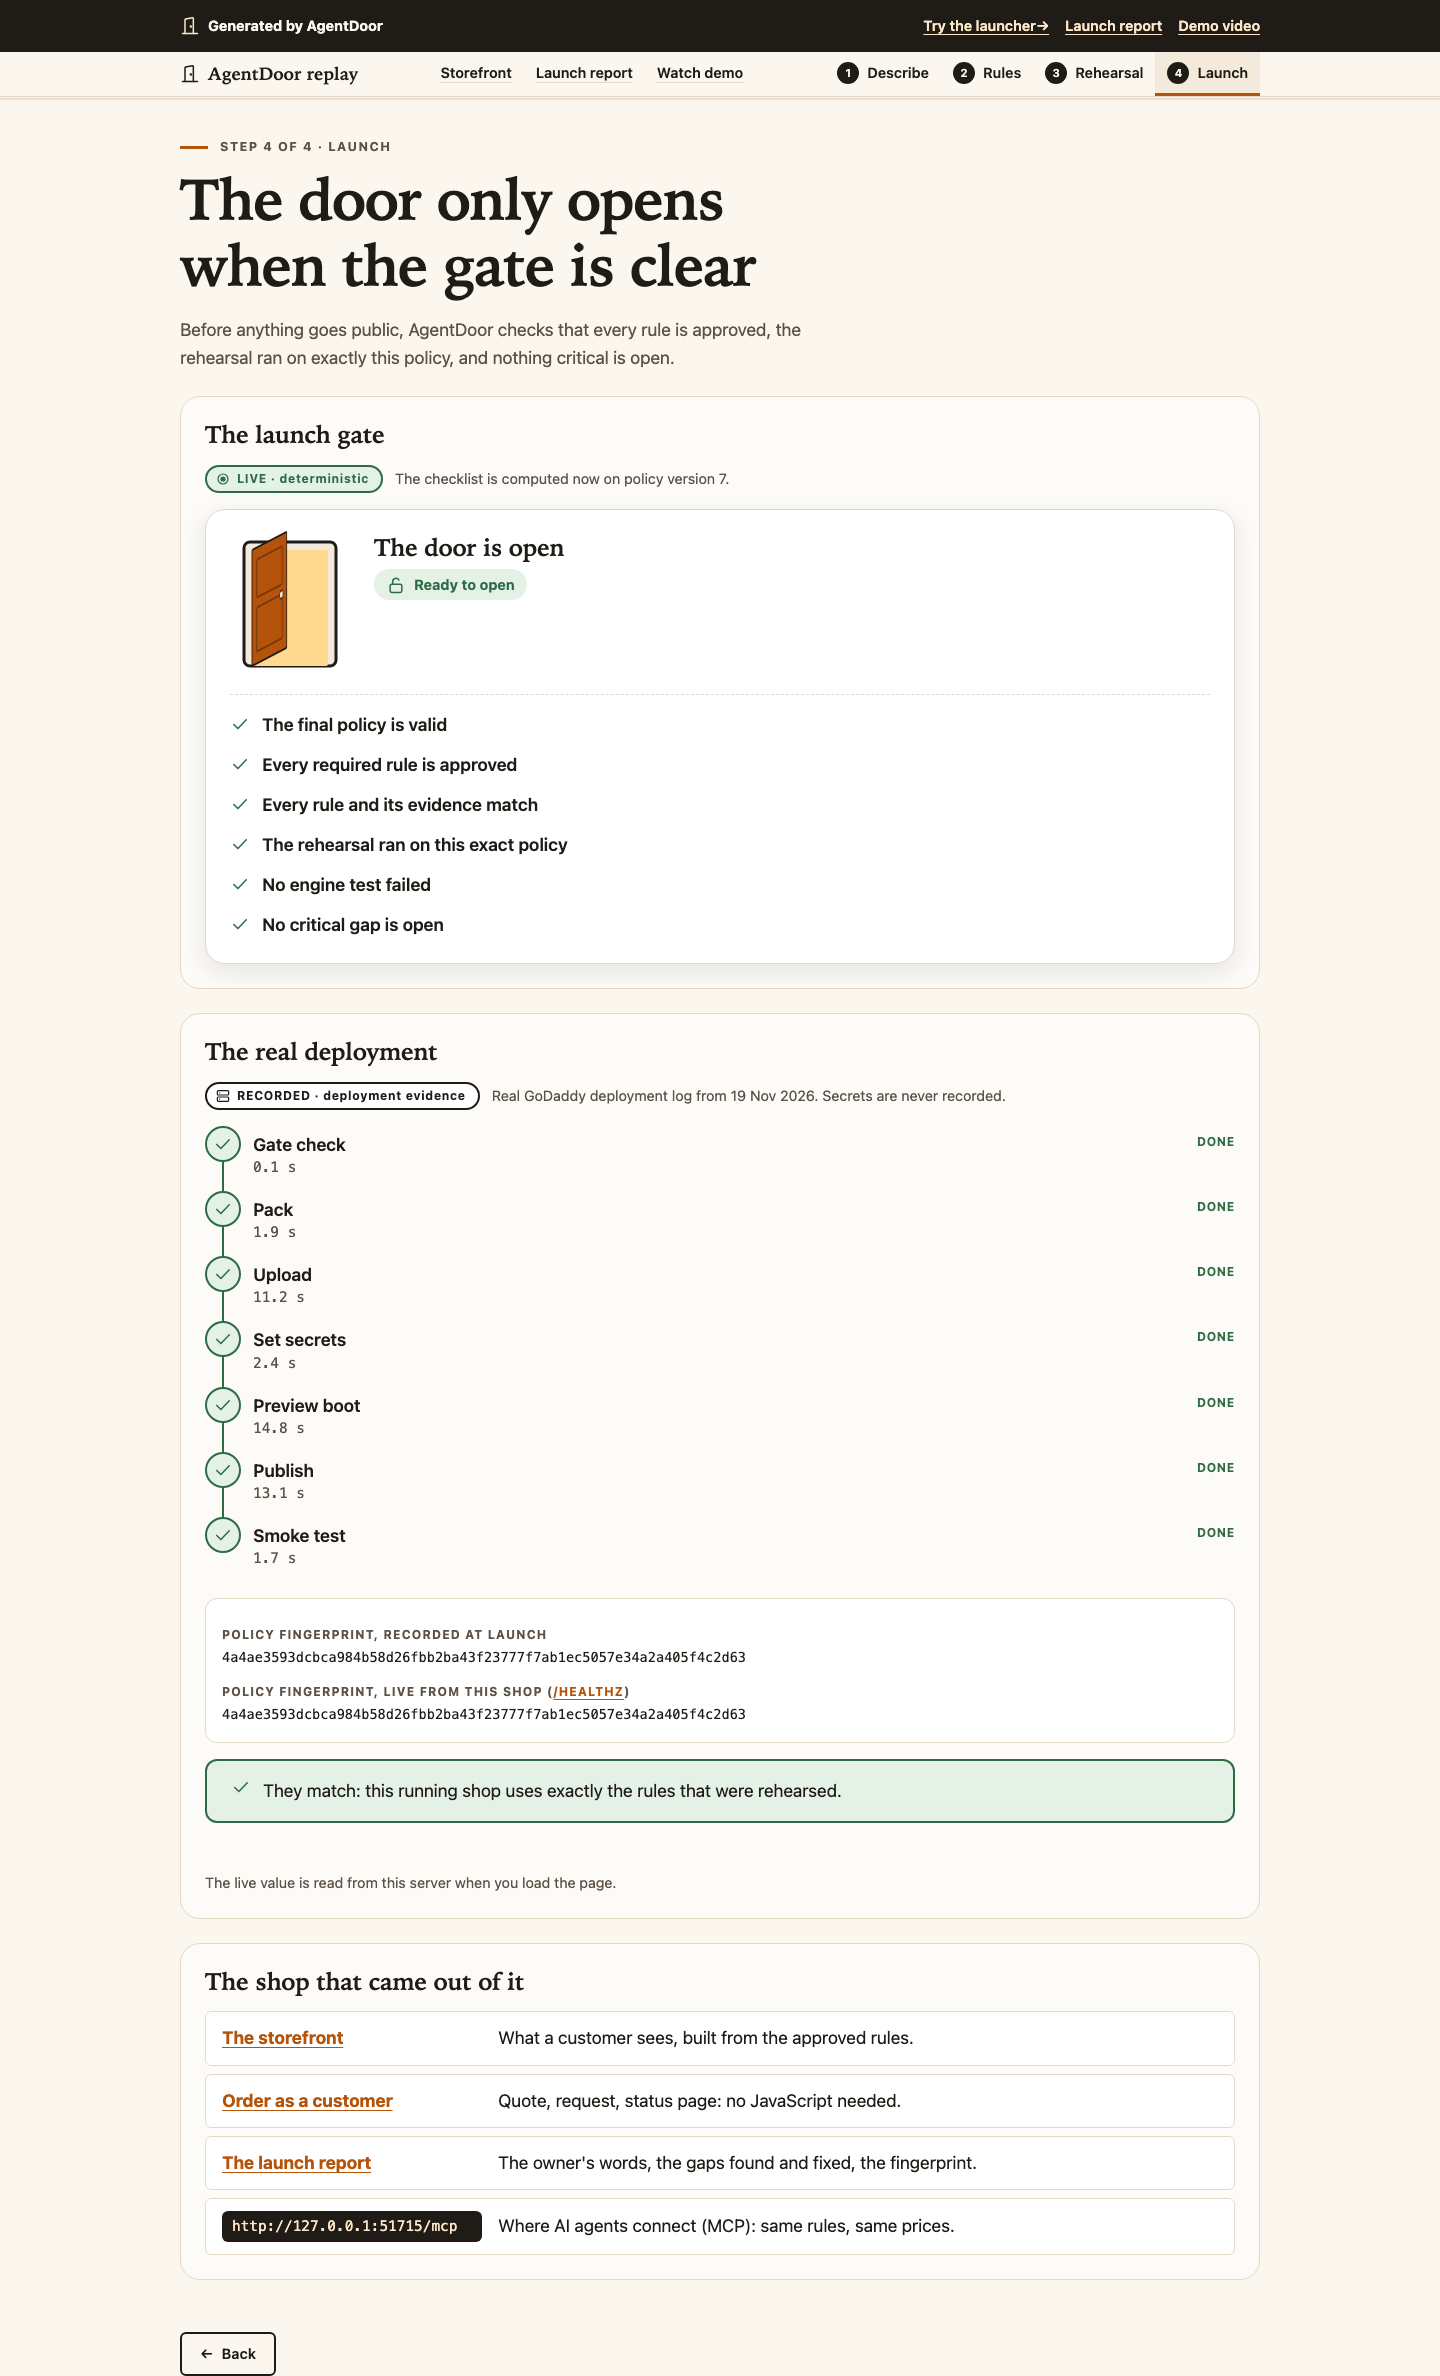 Generated by AgentDoor
Try the launcher→ Launch report Demo video
AgentDoor replay
Storefront Launch report Watch demo
1 Describe 2 Rules 3 Rehearsal 4 Launch
STEP 4 OF 4 · LAUNCH
The door only opens
when the gate is clear
Before anything goes public, AgentDoor checks that every rule is approved, the
rehearsal ran on exactly this policy, and nothing critical is open.
The launch gate
LIVE · deterministic
The checklist is computed now on policy version 7.
The door is open
Ready to open
The final policy is valid
Every required rule is approved
Every rule and its evidence match
The rehearsal ran on this exact policy
No engine test failed
No critical gap is open
The real deployment
RECORDED · deployment evidence
Real GoDaddy deployment log from 19 Nov 2026. Secrets are never recorded.
Gate check DONE
0.1 s
Pack DONE
1.9 s
Upload DONE
11.2 s
Set secrets DONE
2.4 s
Preview boot DONE
14.8 s
Publish DONE
13.1 s
Smoke test DONE
1.7 s
POLICY FINGERPRINT, RECORDED AT LAUNCH
4a4ae3593dcbca984b58d26fbb2ba43f23777f7ab1ec5057e34a2a405f4c2d63
POLICY FINGERPRINT, LIVE FROM THIS SHOP (/HEALTHZ)
4a4ae3593dcbca984b58d26fbb2ba43f23777f7ab1ec5057e34a2a405f4c2d63
They match: this running shop uses exactly the rules that were rehearsed.
The live value is read from this server when you load the page.
The shop that came out of it
The storefront What a customer sees, built from the approved rules.
Order as a customer Quote, request, status page: no JavaScript needed.
The launch report The owner's words, the gaps found and fixed, the fingerprint.
http://127.0.0.1:51715/mcp Where AI agents connect (MCP): same rules, same prices.
← Back